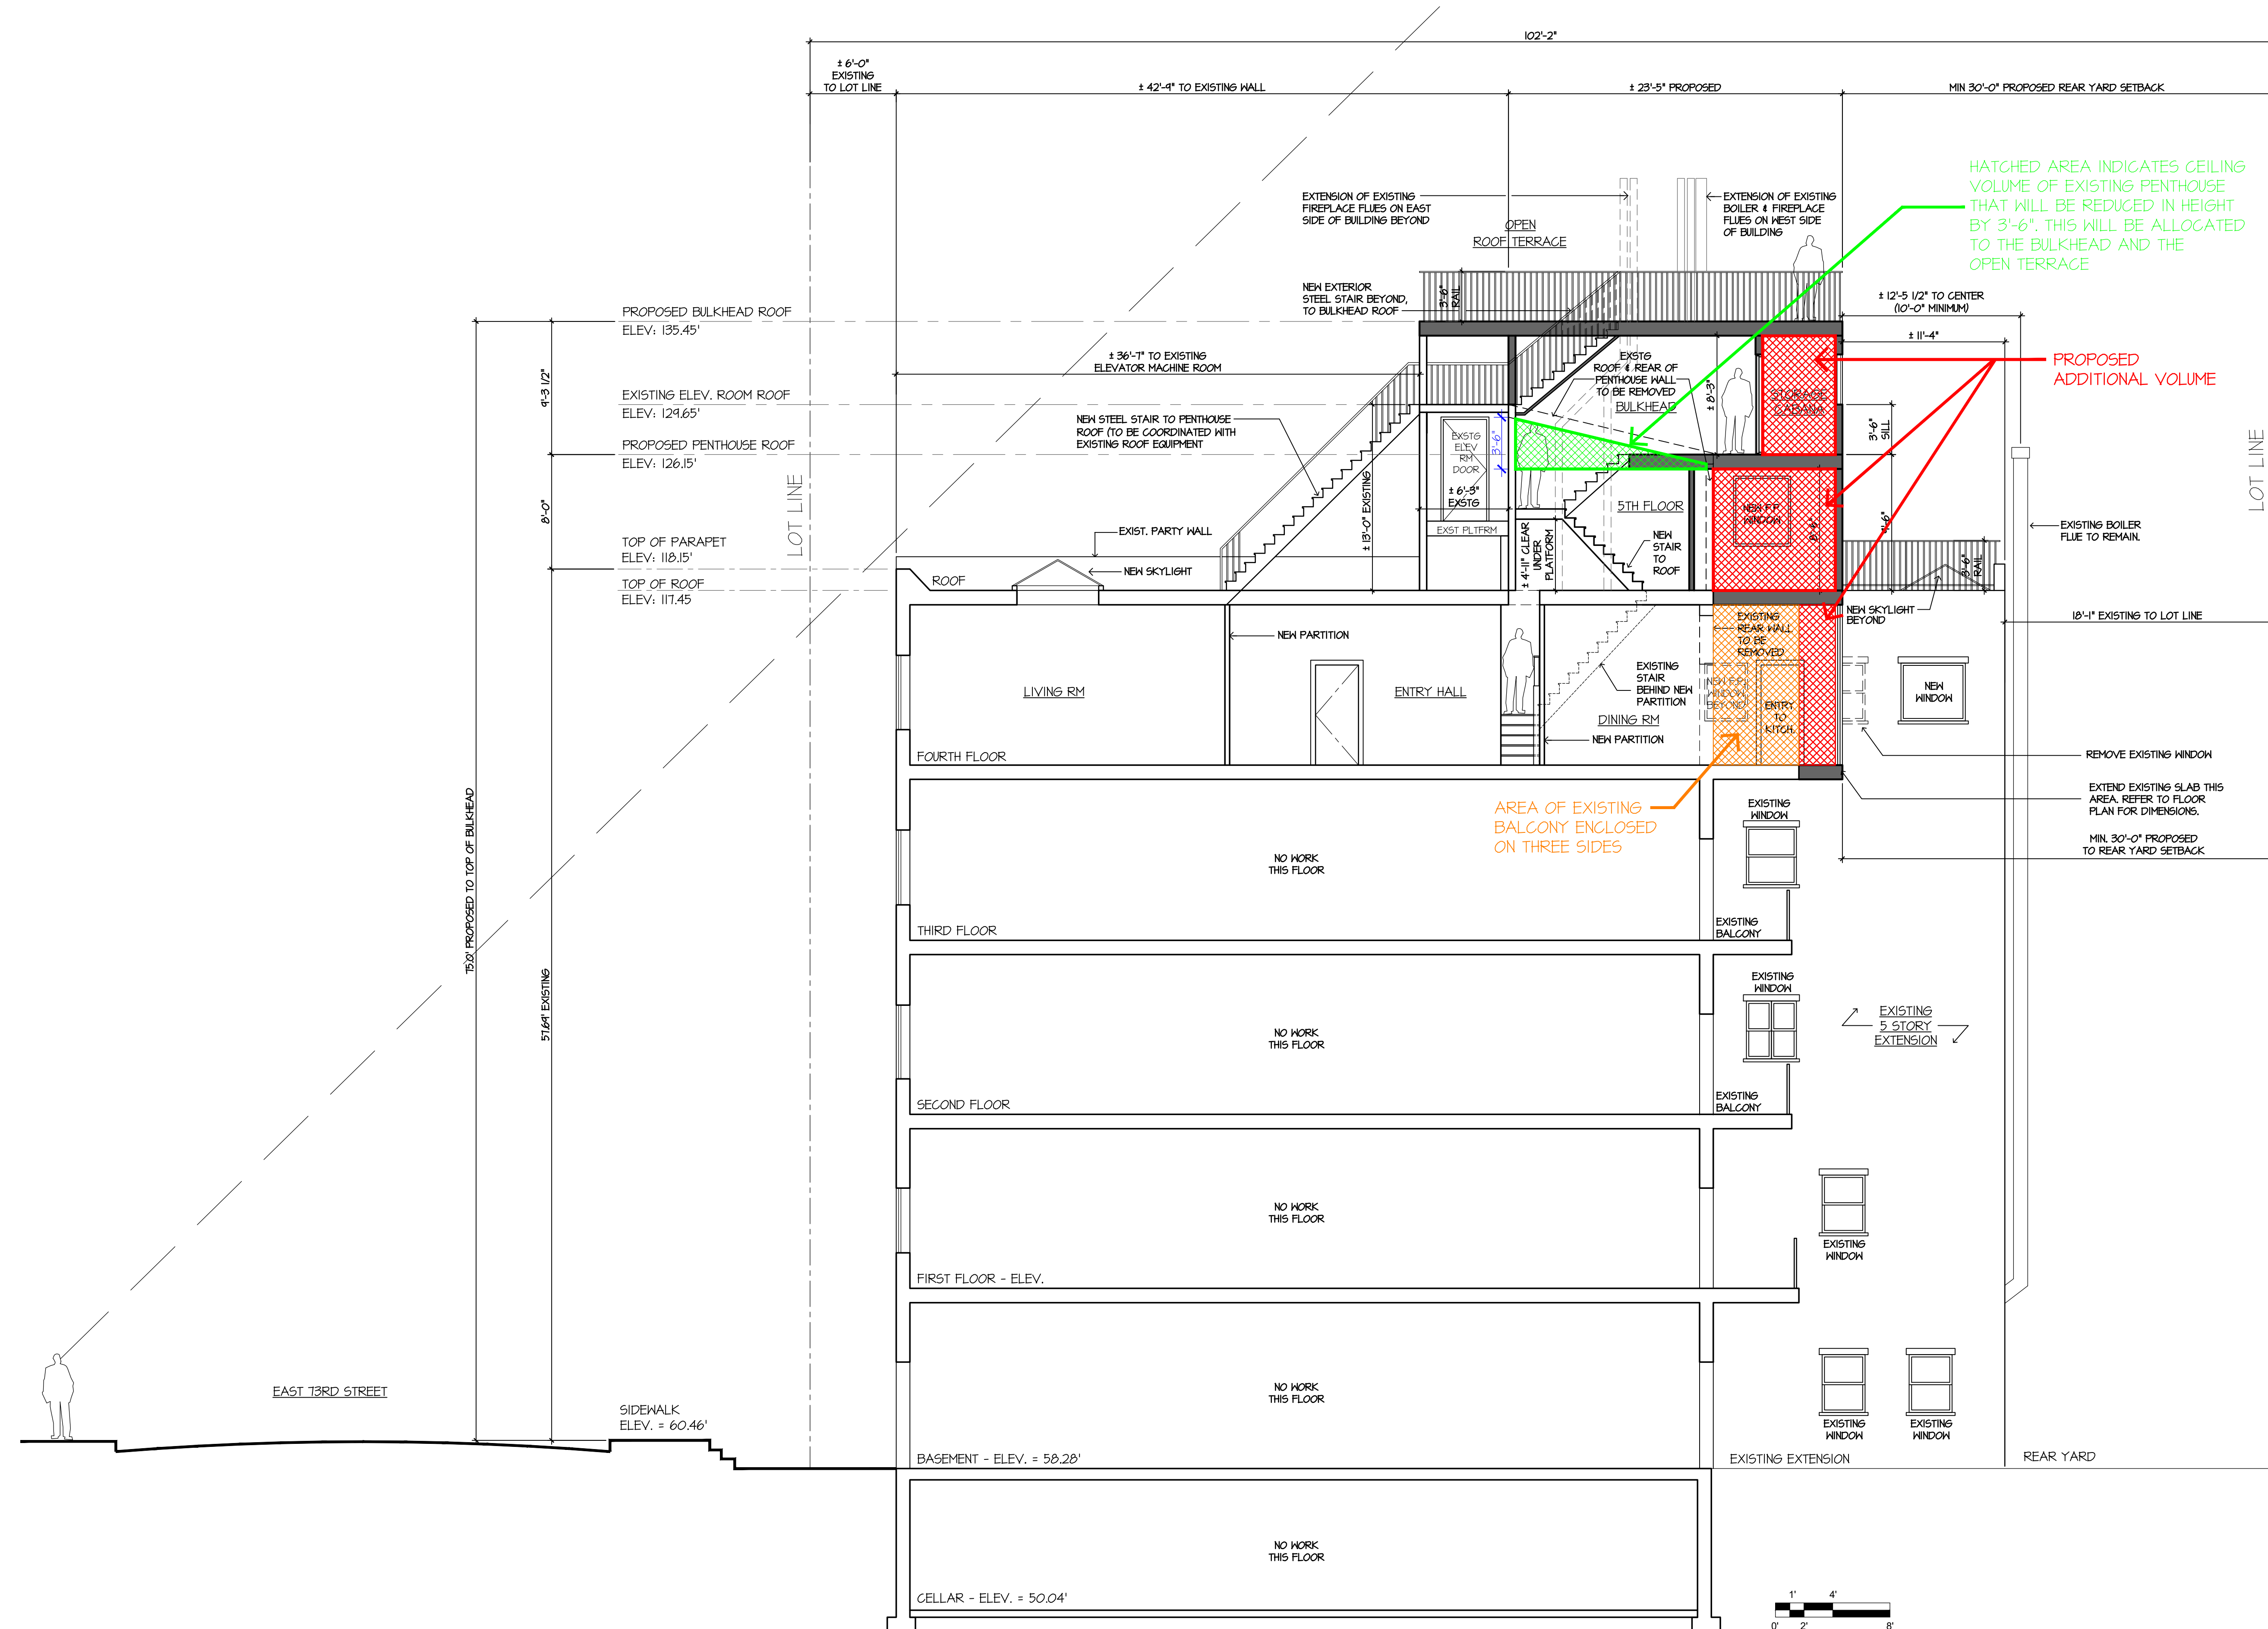 102'-2"
± 6'-0"
EXISTING
TO LOT LINE
± 42'-9" TO EXISTING WALL
± 23'-5" PROPOSED
MIN 30'-0" PROPOSED REAR YARD SETBACK
HATCHED AREA INDICATES CEILING
VOLUME OF EXISTING PENTHOUSE
THAT WILL BE REDUCED IN HEIGHT
BY 3'-6". THIS WILL BE ALLOCATED
TO THE BULKHEAD AND THE
OPEN TERRACE
EXTENSION OF EXISTING
FIREPLACE FLUES ON EAST
SIDE OF BUILDING BEYOND
EXTENSION OF EXISTING
BOILER & FIREPLACE
FLUES ON WEST SIDE
OF BUILDING
OPEN
ROOF TERRACE
NEW EXTERIOR
STEEL STAIR BEYOND,
TO BULKHEAD ROOF
3'-6"
RAIL
± 12'-5 1/2" TO CENTER
(10'-0" MINIMUM)
± 11'-4"
PROPOSED BULKHEAD ROOF
ELEV: 135.45'
± 36'-7" TO EXISTING
ELEVATOR MACHINE ROOM
EXSTG
ROOF & REAR OF
PENTHOUSE WALL
TO BE REMOVED
BULKHEAD
± 8'-3"
STORAGE
CABANA
PROPOSED
ADDITIONAL VOLUME
9'-3 1/2"
EXISTING ELEV. ROOM ROOF
ELEV: 129.65'
NEW STEEL STAIR TO PENTHOUSE
ROOF (TO BE COORDINATED WITH
EXISTING ROOF EQUIPMENT
EXSTG
ELEV
RM
DOOR
3'-6"
3'-6"
SILL
PROPOSED PENTHOUSE ROOF
ELEV: 126.15'
LOT LINE
LOT LINE
8'-0"
± 13'-0" EXISTING
± 6'-3"
EXSTG
EXST PLTFRM
± 4'-11" CLEAR
UNDER
PLATFORM
5TH FLOOR
NEW
STAIR
TO
ROOF
NEW F.P.
WINDOW
8'-6"
EXISTING BOILER
FLUE TO REMAIN.
3'-6"
RAIL
TOP OF PARAPET
ELEV: 118.15'
EXIST. PARTY WALL
NEW SKYLIGHT
ROOF
TOP OF ROOF
ELEV: 117.45
NEW SKYLIGHT
BEYOND
18'-1" EXISTING TO LOT LINE
NEW PARTITION
EXISTING
REAR WALL
TO BE
REMOVED
EXISTING
STAIR
BEHIND NEW
PARTITION
NEW F.P.
WINDOW
BEYOND
ENTRY
TO
KITCH.
NEW
WINDOW
LIVING RM
ENTRY HALL
DINING RM
NEW PARTITION
FOURTH FLOOR
REMOVE EXISTING WINDOW
EXTEND EXISTING SLAB THIS
AREA. REFER TO FLOOR
PLAN FOR DIMENSIONS.
AREA OF EXISTING
BALCONY ENCLOSED
ON THREE SIDES
EXISTING
WINDOW
MIN. 30'-0" PROPOSED
TO REAR YARD SETBACK
75.0' PROPOSED TO TOP OF BULKHEAD
57.69' EXISTING
NO WORK
THIS FLOOR
THIRD FLOOR
EXISTING
BALCONY
EXISTING
WINDOW
EXISTING
5 STORY
EXTENSION
NO WORK
THIS FLOOR
SECOND FLOOR
EXISTING
BALCONY
NO WORK
THIS FLOOR
EXISTING
WINDOW
FIRST FLOOR - ELEV.
EAST 73RD STREET
NO WORK
THIS FLOOR
SIDEWALK
ELEV. = 60.46'
EXISTING
WINDOW
EXISTING
WINDOW
BASEMENT - ELEV. = 58.28'
EXISTING EXTENSION
REAR YARD
NO WORK
THIS FLOOR
CELLAR - ELEV. = 50.04'
1' 4'
0' 2' 8'